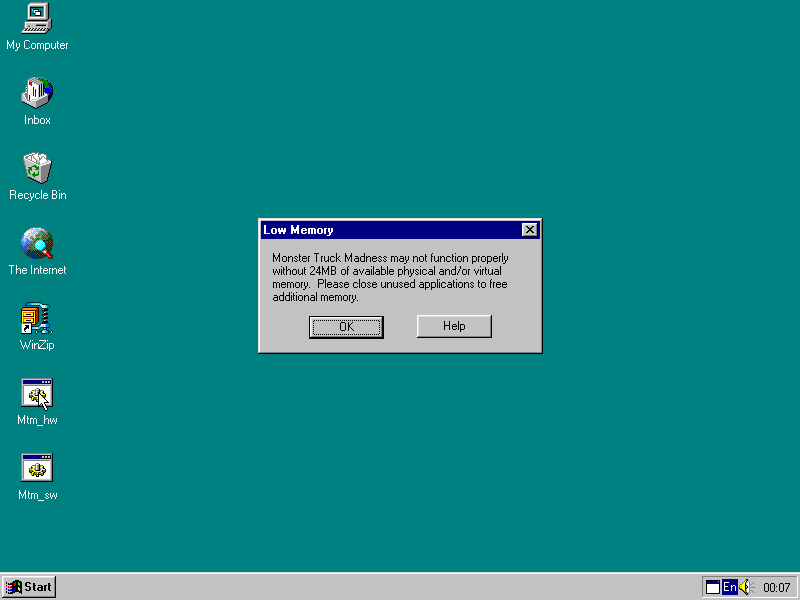 My Computer
Inbox
Recycle Bin
The Internet
WinZip
Mtm_hw
Mtm_sw
Low Memory
Monster Truck Madness may not function properly
without 24MB of available physical and/or virtual
memory.  Please close unused applications to free
additional memory.
OK
Help
Start
En
00:07